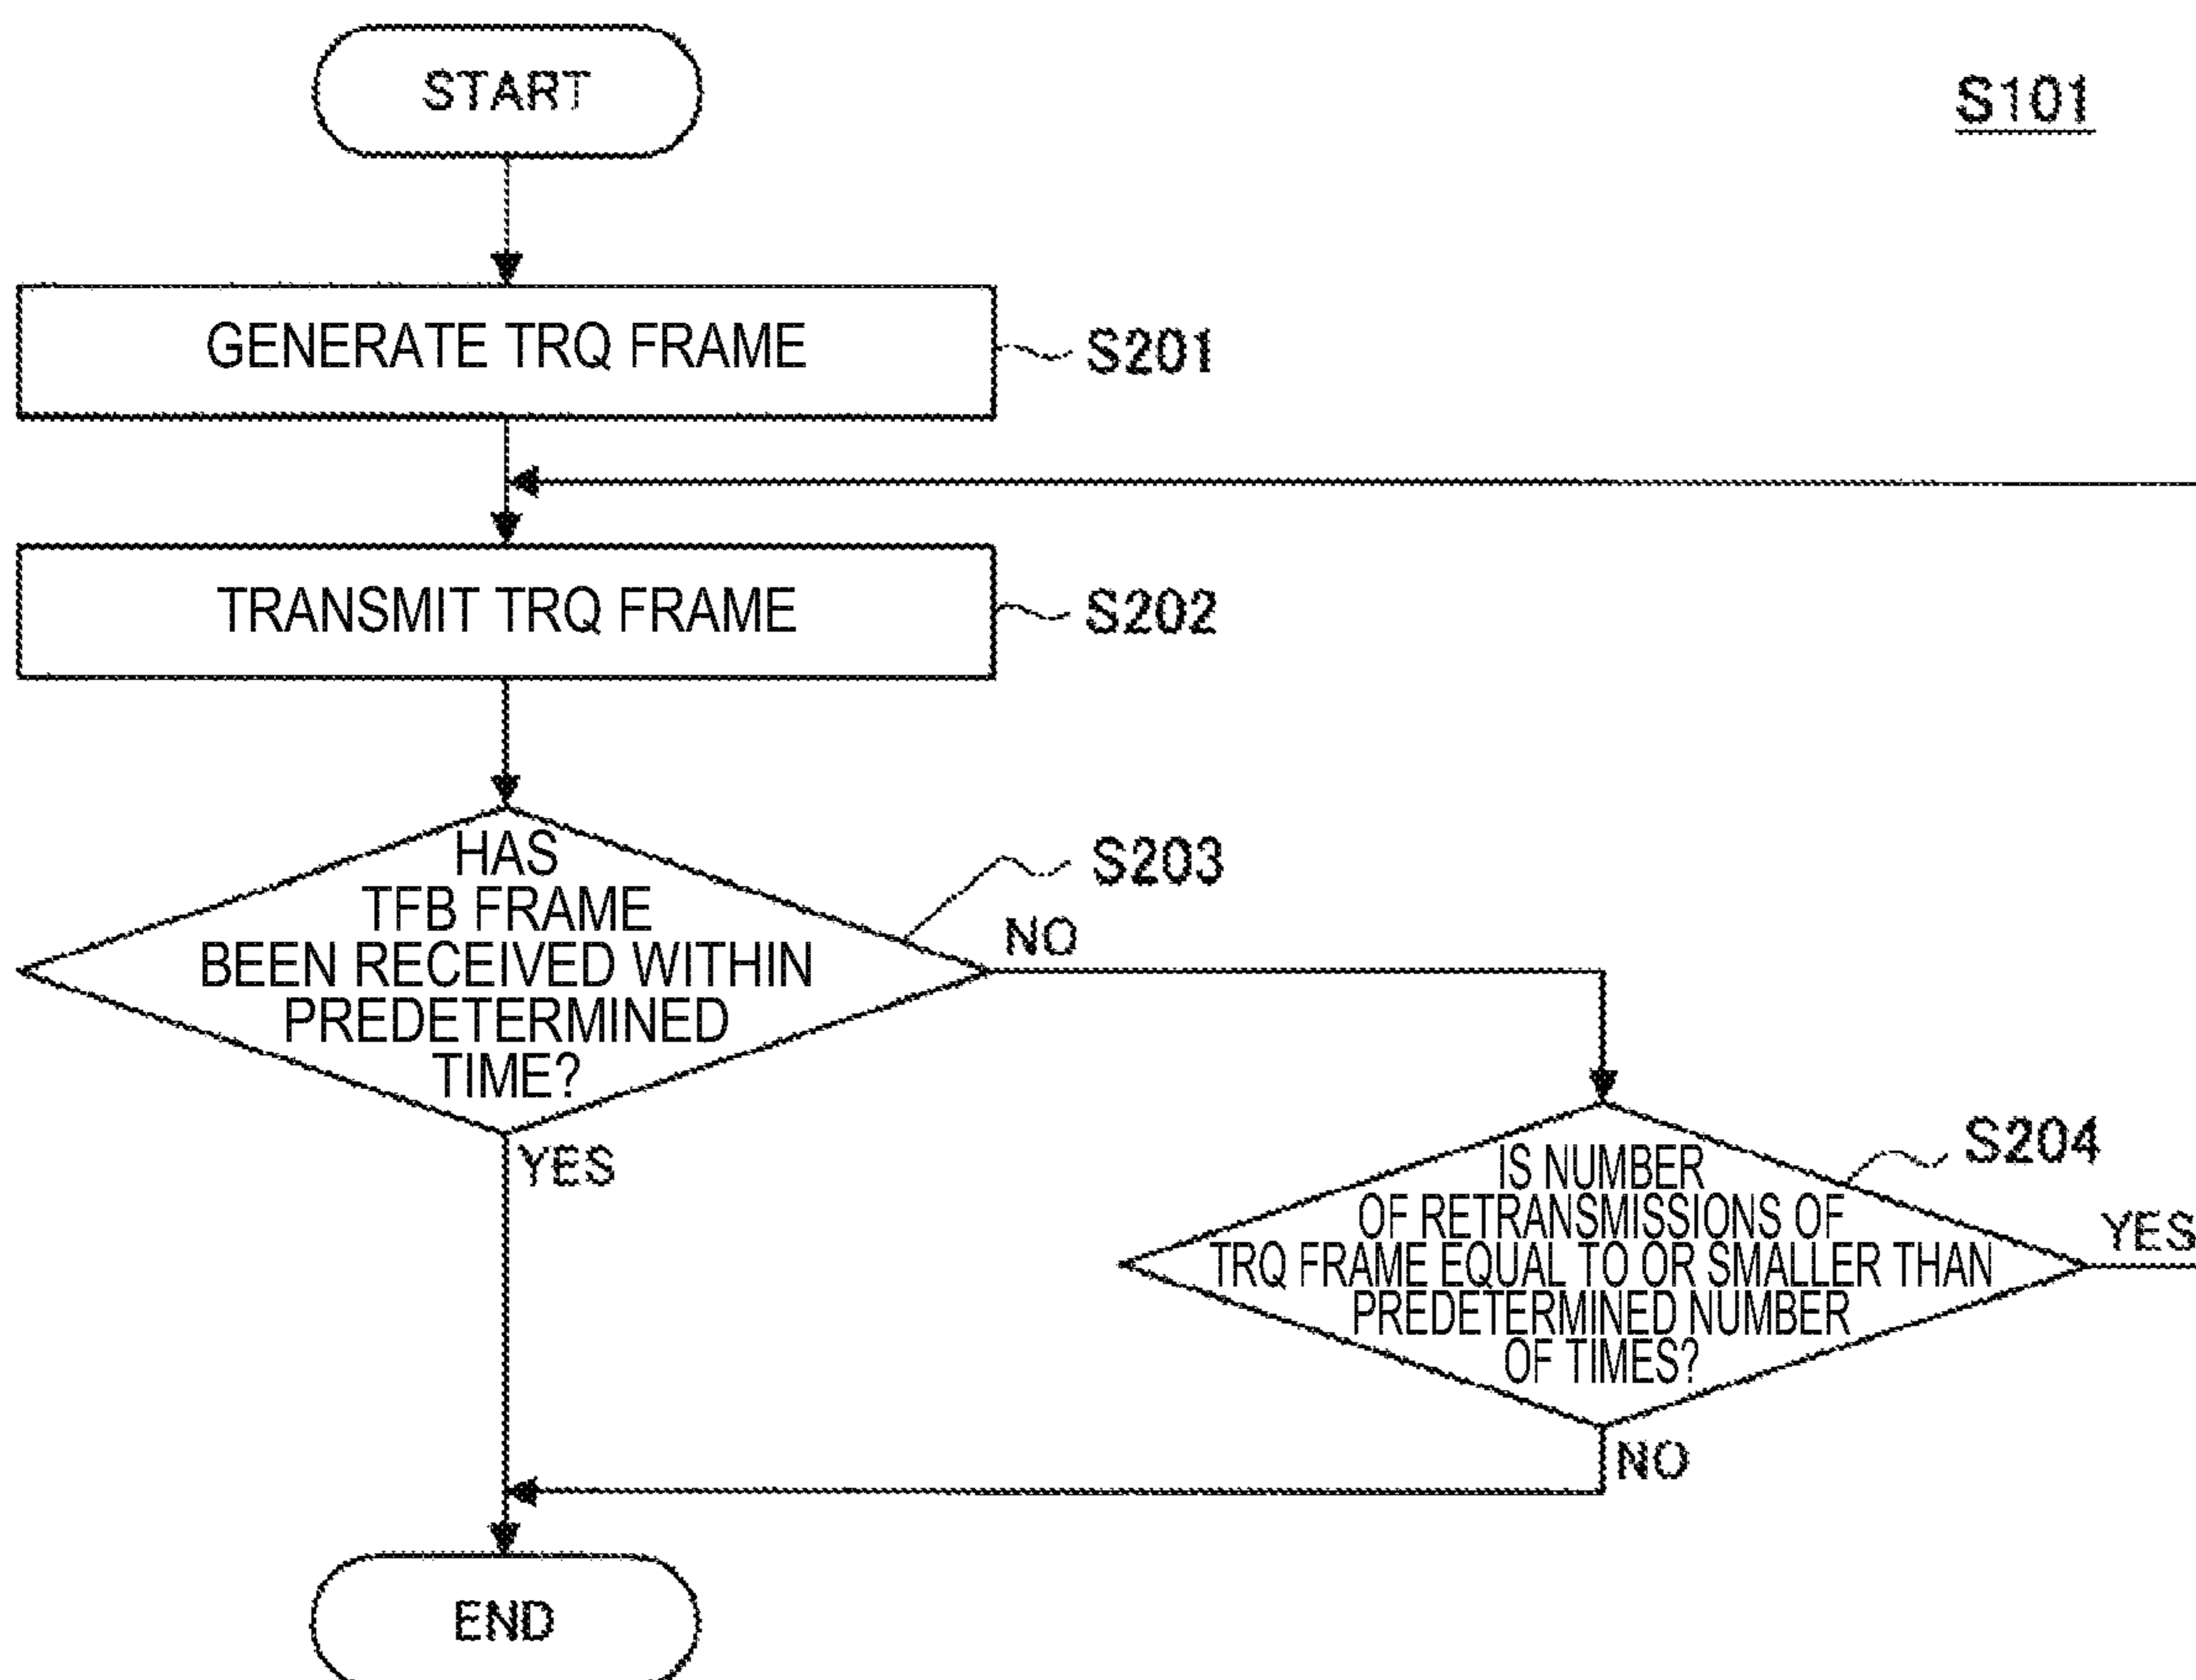 START
S101
GENERATE TRQ FRAME
S201
TRANSMIT TRQ FRAME
S202
HAS
TFB FRAME
BEEN RECEIVED WITHIN
PREDETERMINED
TIME?
S203
NO
YES
IS NUMBER
OF RETRANSMISSIONS OF
TRQ FRAME EQUAL TO OR SMALLER THAN
PREDETERMINED NUMBER
OF TIMES?
S204
YES
NO
END